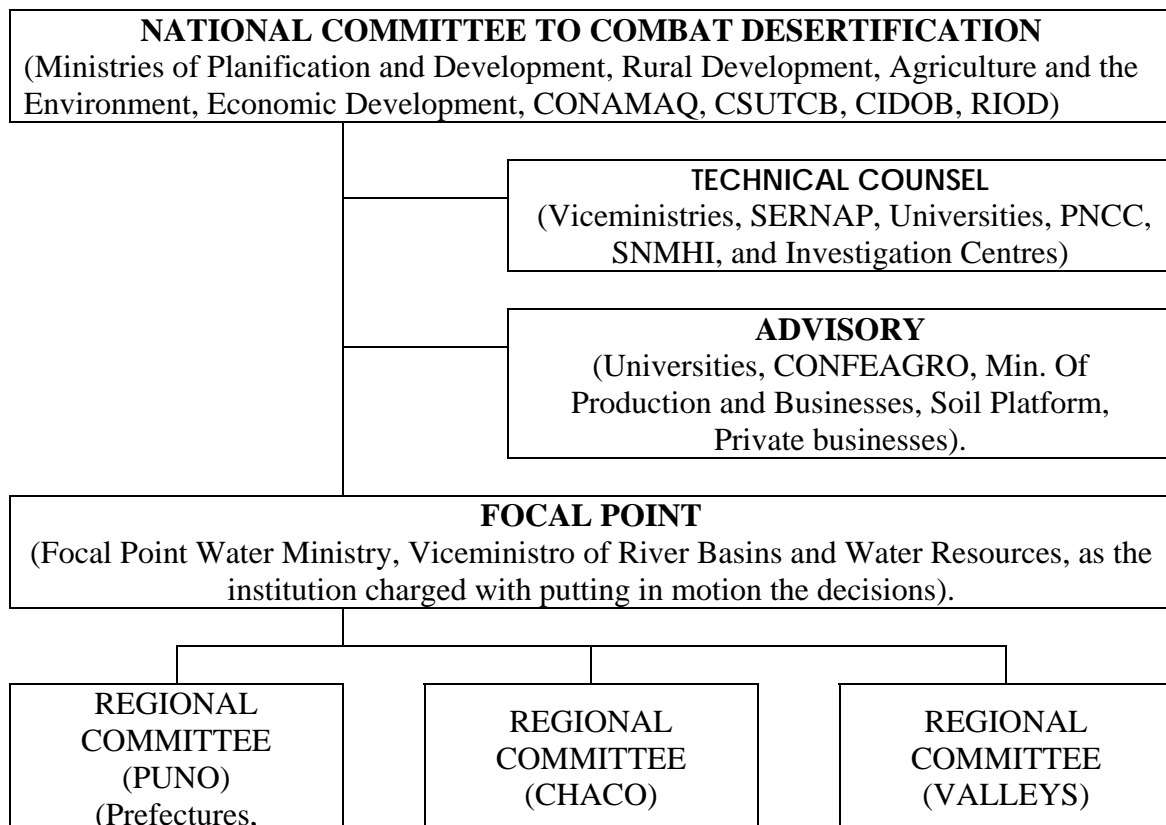 NATIONAL COMMITTEE TO COMBAT DESERTIFICATION
(Ministries of Planification and Development, Rural Development, Agriculture and the
Environment, Economic Development, CONAMAQ, CSUTCB, CIDOB, RIOD)
TECHNICAL COUNSEL
(Viceministries, SERNAP, Universities, PNCC,
SNMHI, and Investigation Centres)
ADVISORY
(Universities, CONFEAGRO, Min. Of
Production and Businesses, Soil Platform,
Private businesses).
FOCAL POINT
(Focal Point Water Ministry, Viceministro of River Basins and Water Resources, as the
institution charged with putting in motion the decisions).
REGIONAL
COMMITTEE
(PUNO)
(Prefectures,
REGIONAL
COMMITTEE
(CHACO)
REGIONAL
COMMITTEE
(VALLEYS)